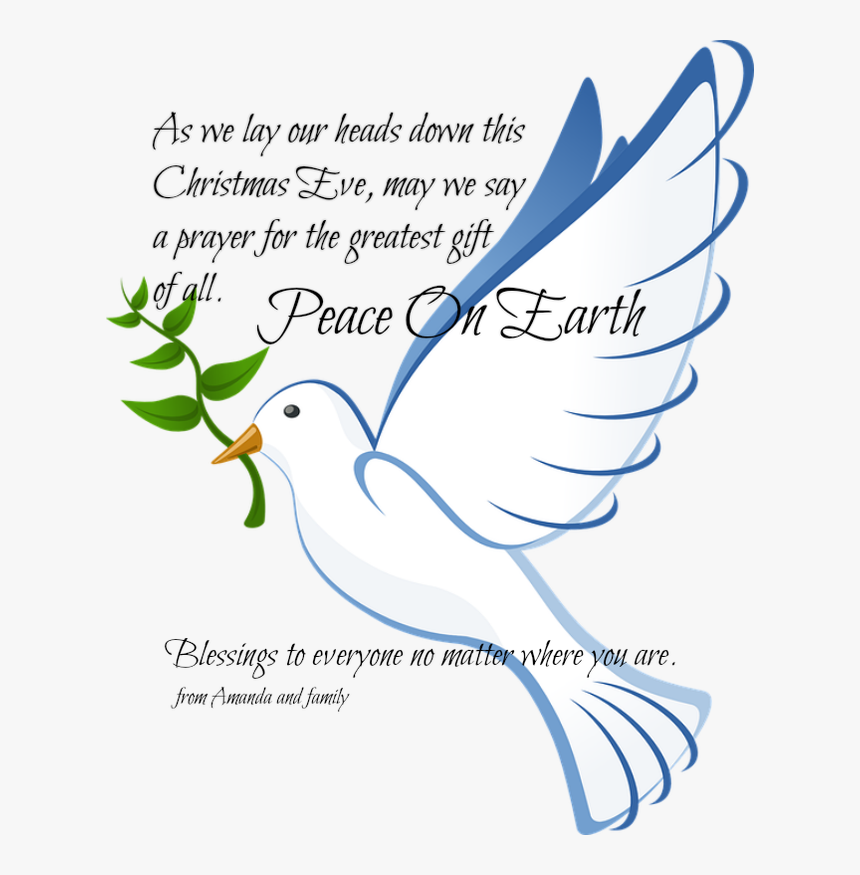 As we lay our heads down this
Christmas Eve, may we say
a prayer for the greatest gift
of all.
Peace On Earth
Blessings to everyone no matter where you are.
from Amanda and family